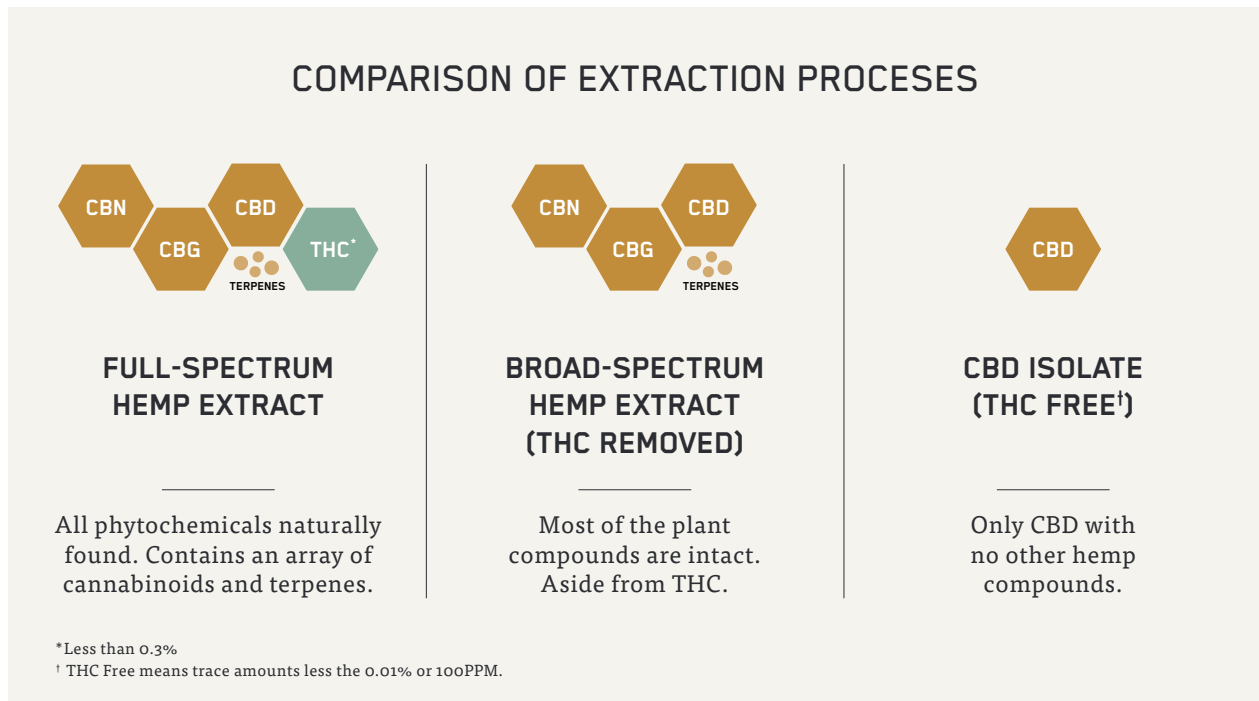 COMPARISON OF EXTRACTION PROCESES
CBN
CBG
CBD
THC*
TERPENES
FULL-SPECTRUM
HEMP EXTRACT
All phytochemicals naturally
found. Contains an array of
cannabinoids and terpenes.
CBN
CBG
CBD
TERPENES
BROAD-SPECTRUM
HEMP EXTRACT
(THC REMOVED)
Most of the plant
compounds are intact.
Aside from THC.
CBD
CBD ISOLATE
(THC FREE†)
Only CBD with
no other hemp
compounds.
*Less than 0.3%
† THC Free means trace amounts less the 0.01% or 100PPM.